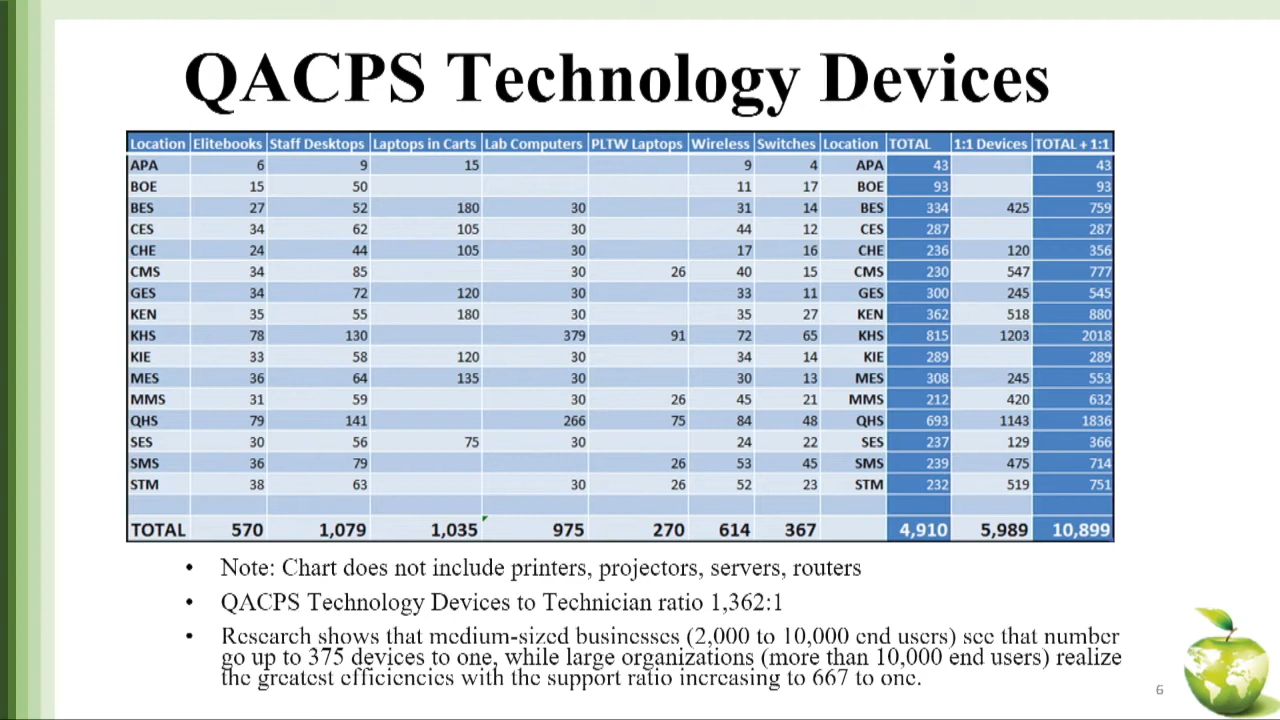 QACPS Technology Devices
Location Elitebooks Staff Desktops Laptops in Carts Lab Computers PLTW Laptops Wireless Switches Location TOTAL 1:1 Devices TOTAL + 1:1
APA 6 9 15 9 4 APA 43 43
BOE 15 50 11 17 BOE 93 93
BES 27 52 180 30 31 14 BES 334 425 759
CES 34 62 105 30 44 12 CES 287 287
CHE 24 44 105 30 17 16 CHE 236 120 356
CMS 34 85 30 26 40 15 CMS 230 547 777
GES 34 72 120 30 33 11 GES 300 245 545
KEN 35 55 180 30 35 27 KEN 362 518 880
KHS 78 130 379 91 72 65 KHS 815 1203 2018
KIE 33 58 120 30 34 14 KIE 289 289
MES 36 64 135 30 30 13 MES 308 245 553
MMS 31 59 30 26 45 21 MMS 212 420 632
QHS 79 141 266 75 84 48 QHS 693 1143 1836
SES 30 56 75 30 24 22 SES 237 129 366
SMS 36 79 26 53 45 SMS 239 475 714
STM 38 63 30 26 52 23 STM 232 519 751
TOTAL 570 1,079 1,035 975 270 614 367 4,910 5,989 10,899
• Note: Chart does not include printers, projectors, servers, routers
• QACPS Technology Devices to Technician ratio 1,362:1
• Research shows that medium-sized businesses (2,000 to 10,000 end users) see that number
go up to 375 devices to one, while large organizations (more than 10,000 end users) realize
the greatest efficiencies with the support ratio increasing to 667 to one.
6